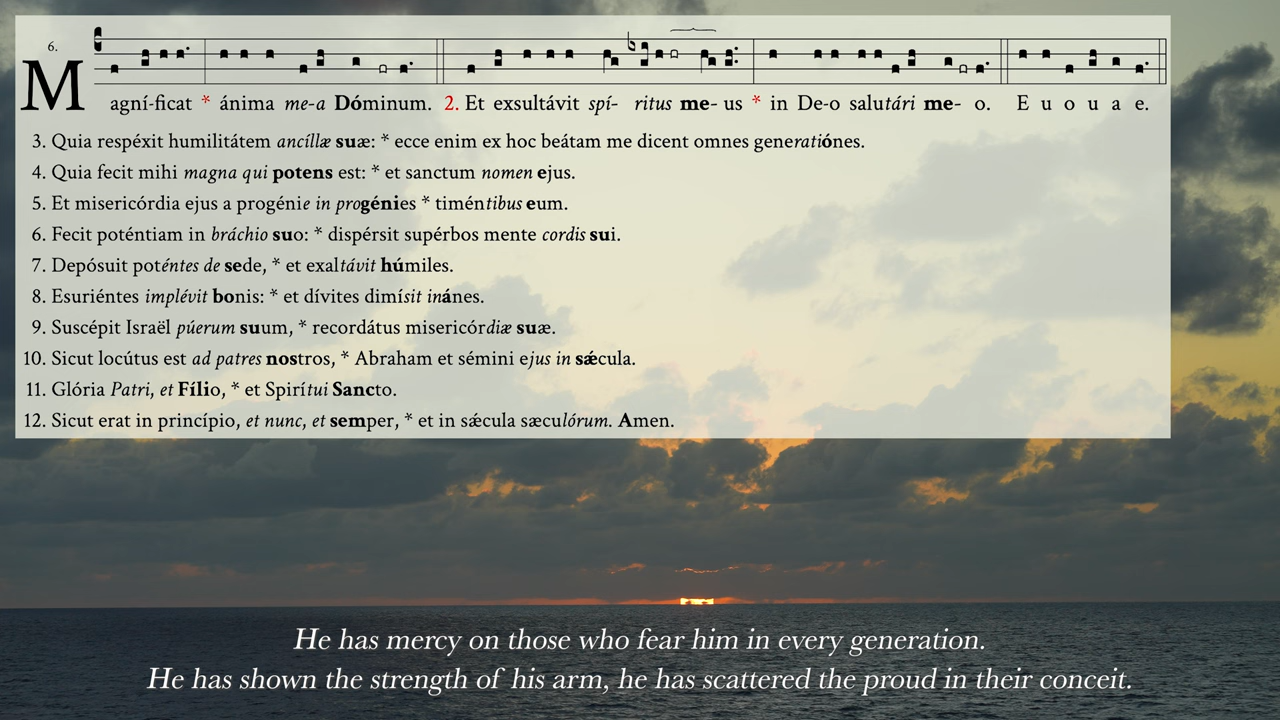 6.
Magní-ficat * ánima me-a Dóminum. 2. Et exsultávit spí- ritus me- us * in De-o salutári me- o. E u o u a e.
3. Quia respéxit humilitátem ancíllæ suæ: * ecce enim ex hoc beátam me dicent omnes generatiónes.
4. Quia fecit mihi magna qui potens est: * et sanctum nomen ejus.
5. Et misericórdia ejus a progénie in progénies * timéntibus eum.
6. Fecit poténtiam in bráchio suo: * dispérsit supérbos mente cordis sui.
7. Depósuit poténtes de sede, * et exaltávit húmiles.
8. Esuriéntes implévit bonis: * et dívites dimísit inánes.
9. Suscépit Israël púerum suum, * recordátus misericórdiæ suæ.
10. Sicut locútus est ad patres nostros, * Abraham et sémini ejus in sǽcula.
11. Glória Patri, et Fílio, * et Spirítui Sancto.
12. Sicut erat in princípio, et nunc, et semper, * et in sǽcula sæculórum. Amen.
He has mercy on those who fear him in every generation.
He has shown the strength of his arm, he has scattered the proud in their conceit.